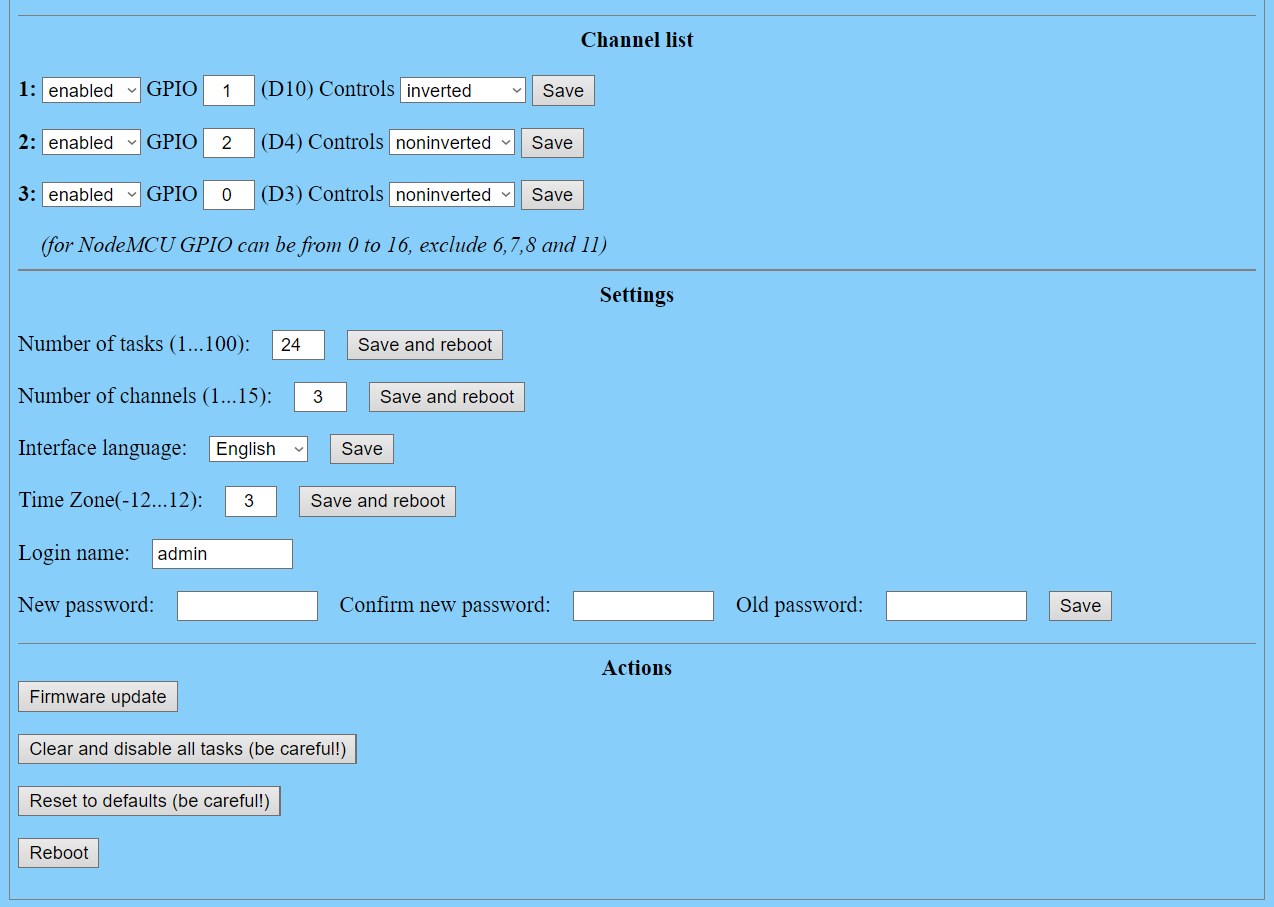 Channel list
1: enabled GPIO 1 (D10) Controls inverted Save
2: enabled GPIO 2 (D4) Controls noninverted Save
3: enabled GPIO 0 (D3) Controls noninverted Save
(for NodeMCU GPIO can be from 0 to 16, exclude 6,7,8 and 11)
Settings
Number of tasks (1...100): 24 Save and reboot
Number of channels (1...15): 3 Save and reboot
Interface language: English Save
Time Zone(-12...12): 3 Save and reboot
Login name: admin
New password: Confirm new password: Old password: Save
Actions
Firmware update
Clear and disable all tasks (be careful!)
Reset to defaults (be careful!)
Reboot